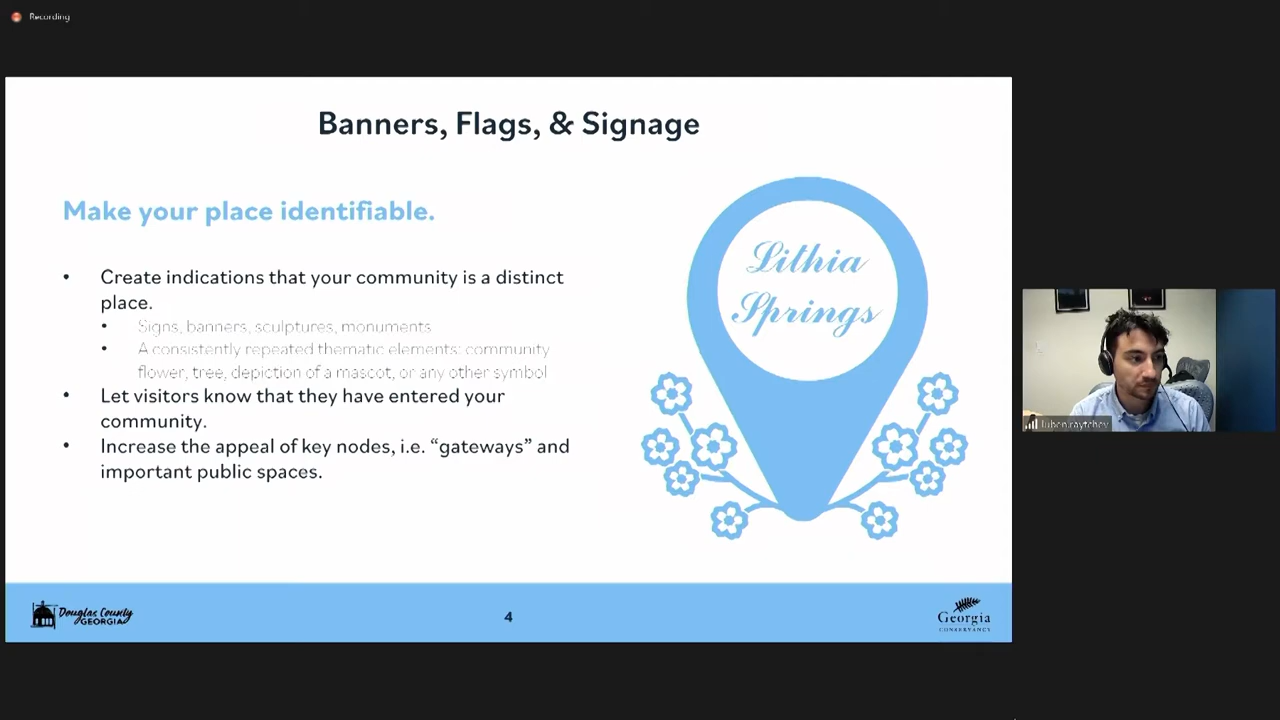 Recording
Banners, Flags, & Signage
Make your place identifiable.
• Create indications that your community is a distinct
place.
• Signs, banners, sculptures, monuments
• A consistently repeated thematic elements: community
flower, tree, depiction of a mascot, or any other symbol
• Let visitors know that they have entered your
community.
• Increase the appeal of key nodes, i.e. “gateways” and
important public spaces.
Lithia
Springs
Douglas County
GEORGIA
4
Georgia
CONSERVANCY